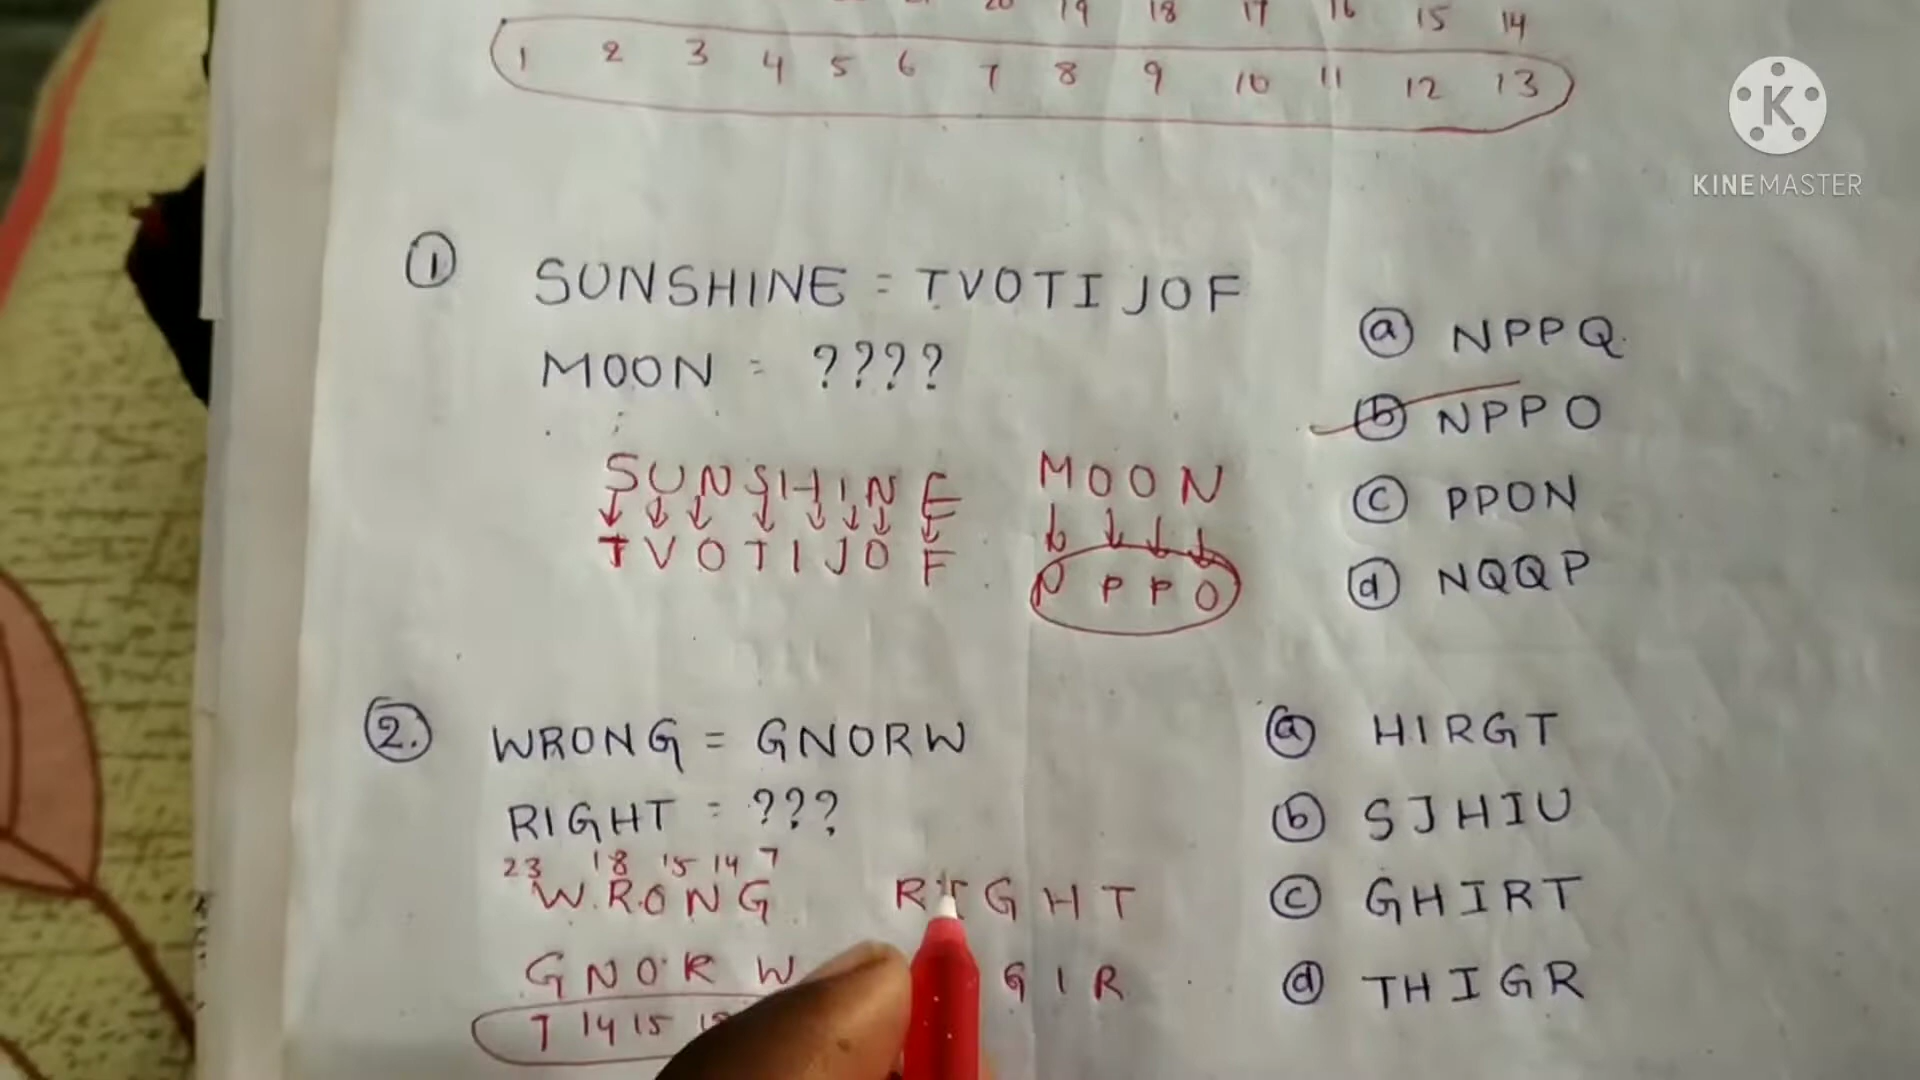 20 19 18 17 16 15 14
1 2 3 4 5 6 7 8 9 10 11 12 13
K
KINEMASTER
① SUNSHINE = TVOTIJOF
MOON = ????
ⓐ NPPQ
ⓑ NPPO
ⓒ PPON
ⓓ NQQP
SUNSHINE MOON
TVOTIJOF NPPO
②. WRONG = GNORW
RIGHT = ???
ⓐ HIRGT
ⓑ SJHIU
ⓒ GHIRT
ⓓ THIGR
23 18 15 14 7
WRONG RIGHT
GNORW GIR
7 14 15